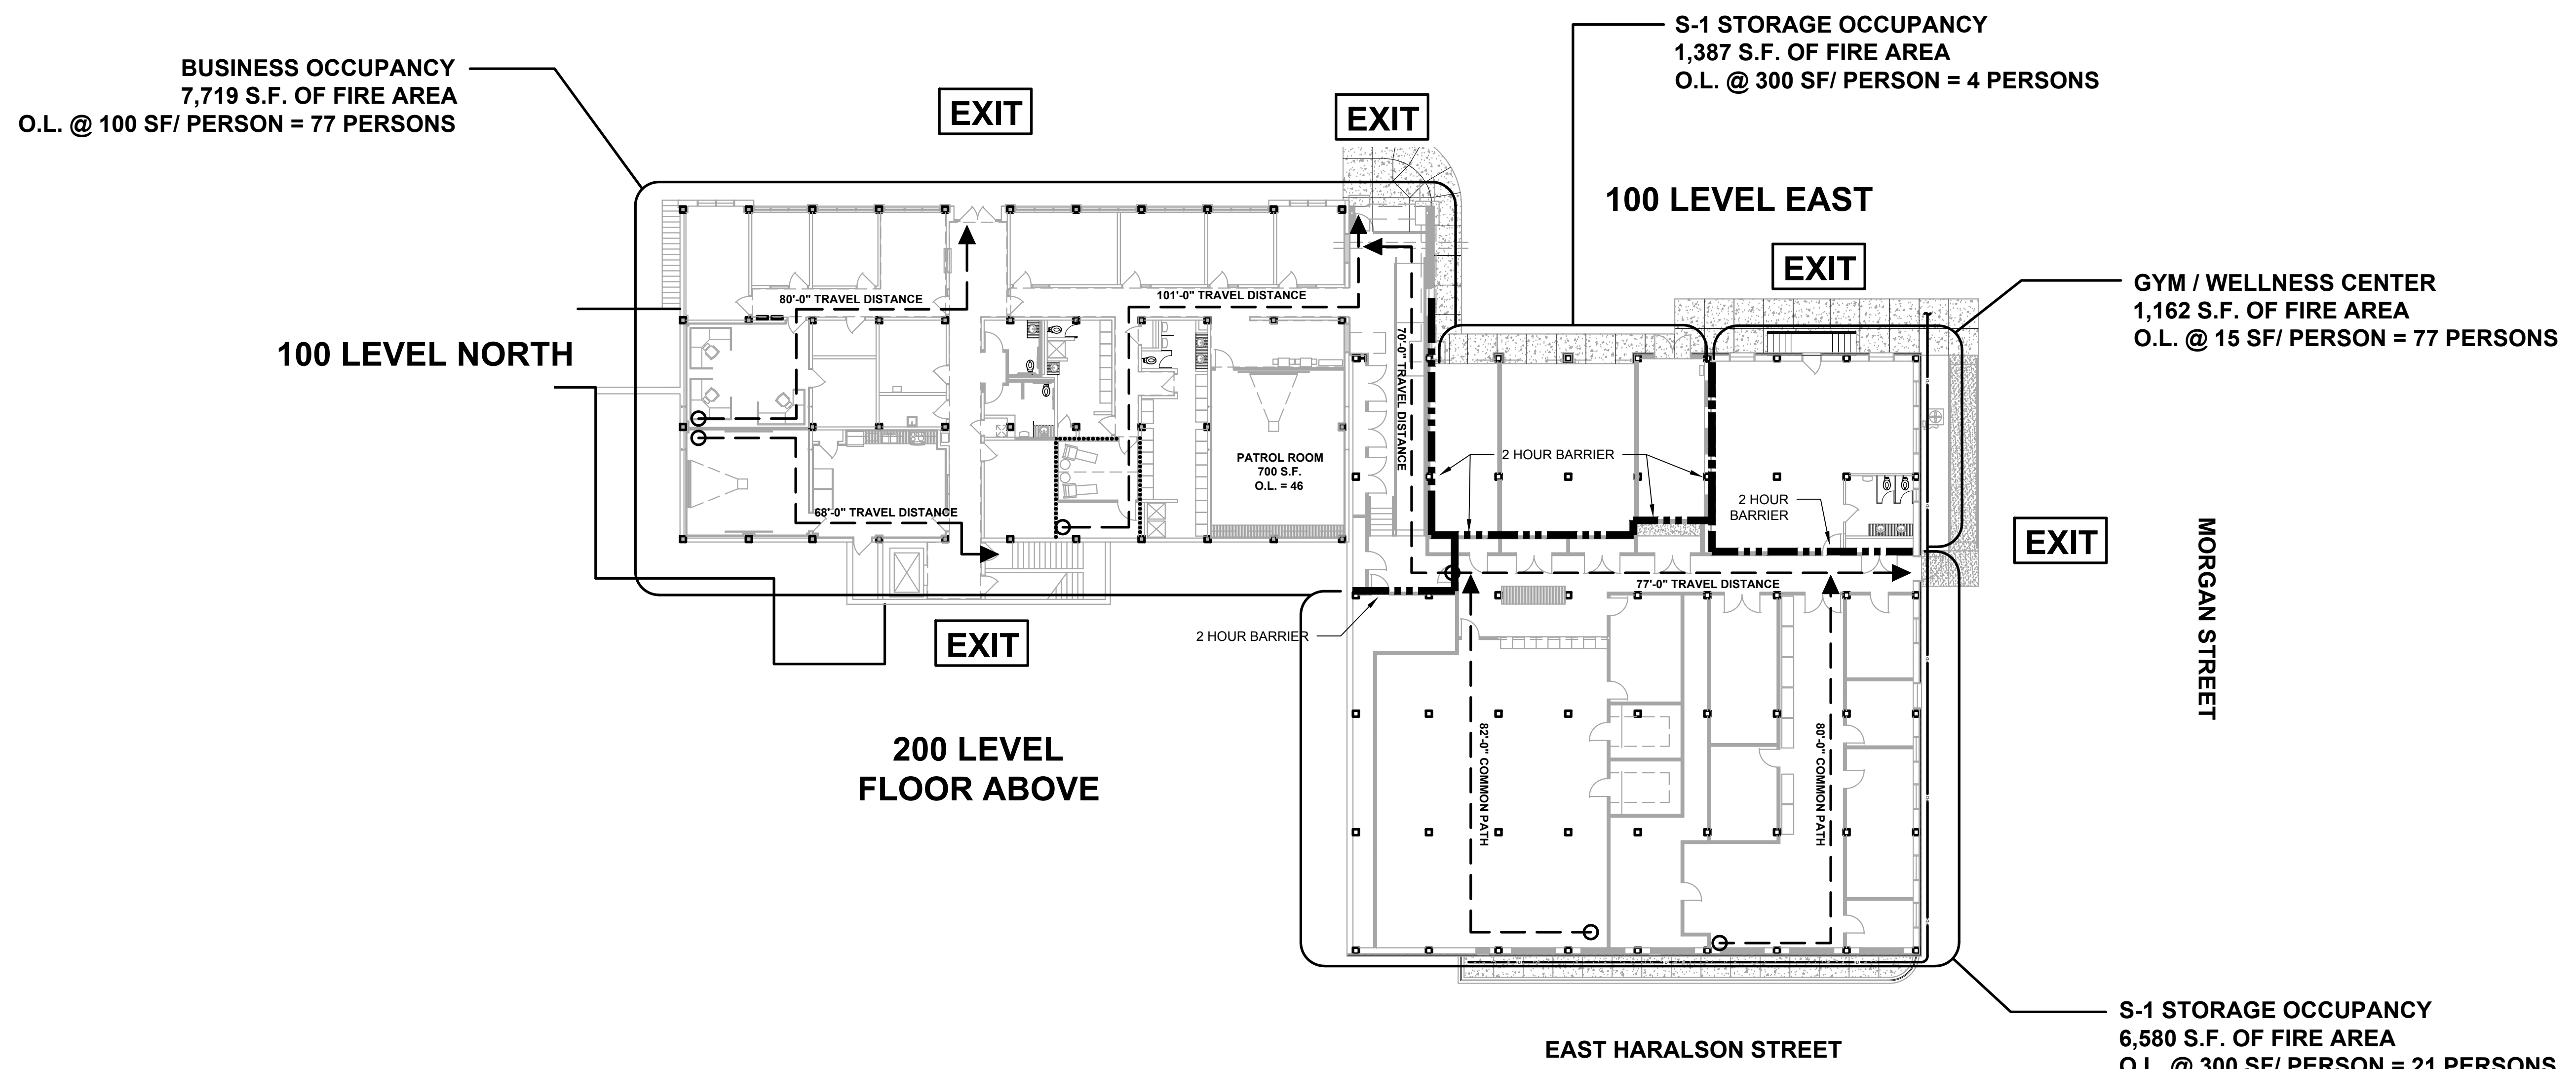 S-1 STORAGE OCCUPANCY
1,387 S.F. OF FIRE AREA
O.L. @ 300 SF/ PERSON = 4 PERSONS
BUSINESS OCCUPANCY
7,719 S.F. OF FIRE AREA
O.L. @ 100 SF/ PERSON = 77 PERSONS
EXIT
EXIT
100 LEVEL EAST
EXIT
GYM / WELLNESS CENTER
1,162 S.F. OF FIRE AREA
O.L. @ 15 SF/ PERSON = 77 PERSONS
80'-0" TRAVEL DISTANCE
101'-0" TRAVEL DISTANCE
100 LEVEL NORTH
70'-0" TRAVEL DISTANCE
PATROL ROOM
700 S.F.
O.L. = 46
2 HOUR BARRIER
2 HOUR
BARRIER
68'-0" TRAVEL DISTANCE
EXIT
MORGAN STREET
77'-0" TRAVEL DISTANCE
2 HOUR BARRIER
EXIT
200 LEVEL
FLOOR ABOVE
82'-0" COMMON PATH
80'-0" COMMON PATH
S-1 STORAGE OCCUPANCY
6,580 S.F. OF FIRE AREA
O.L. @ 300 SF/ PERSON = 21 PERSONS
EAST HARALSON STREET